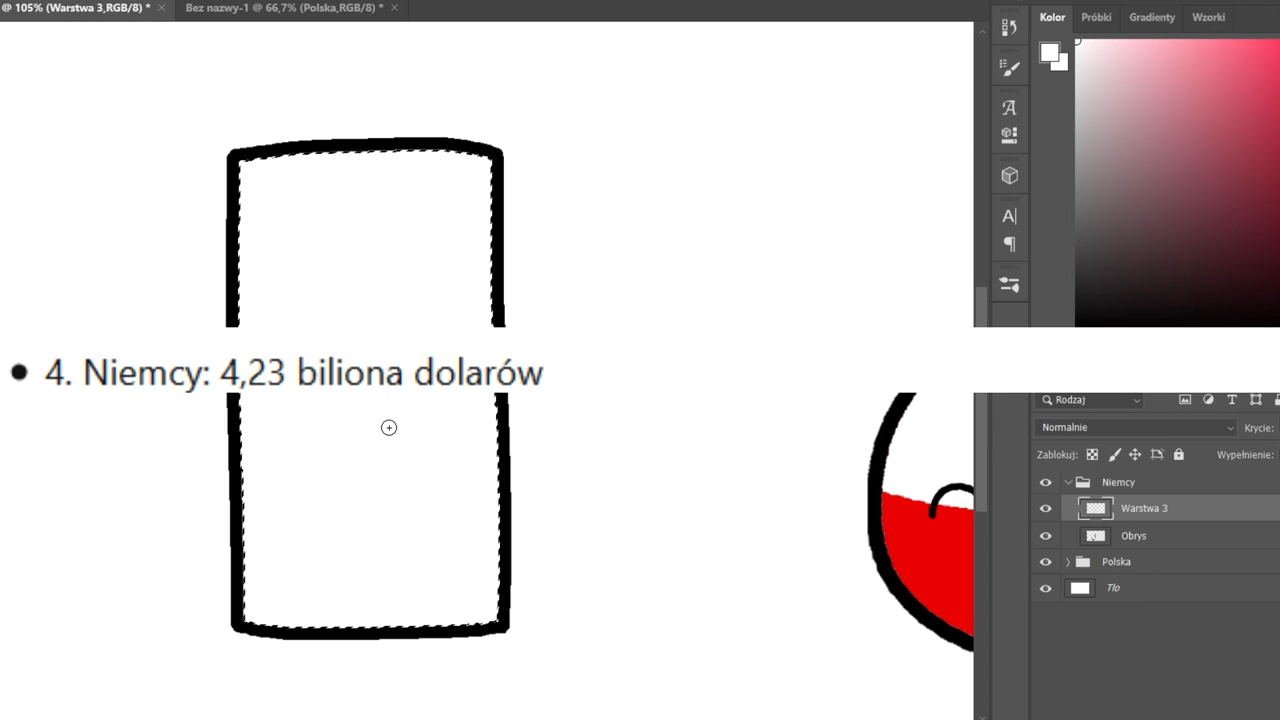 @ 105% (Warstwa 3,RGB/8) * Bez nazwy-1 @ 66,7% (Polska,RGB/8) *
Kolor Próbki Gradienty Wzorki
• 4. Niemcy: 4,23 biliona dolarów
Rodzaj
Normalnie Krycie:
Zablokuj: Wypełnienie:
Niemcy
Warstwa 3
Obrys
Polska
Tło